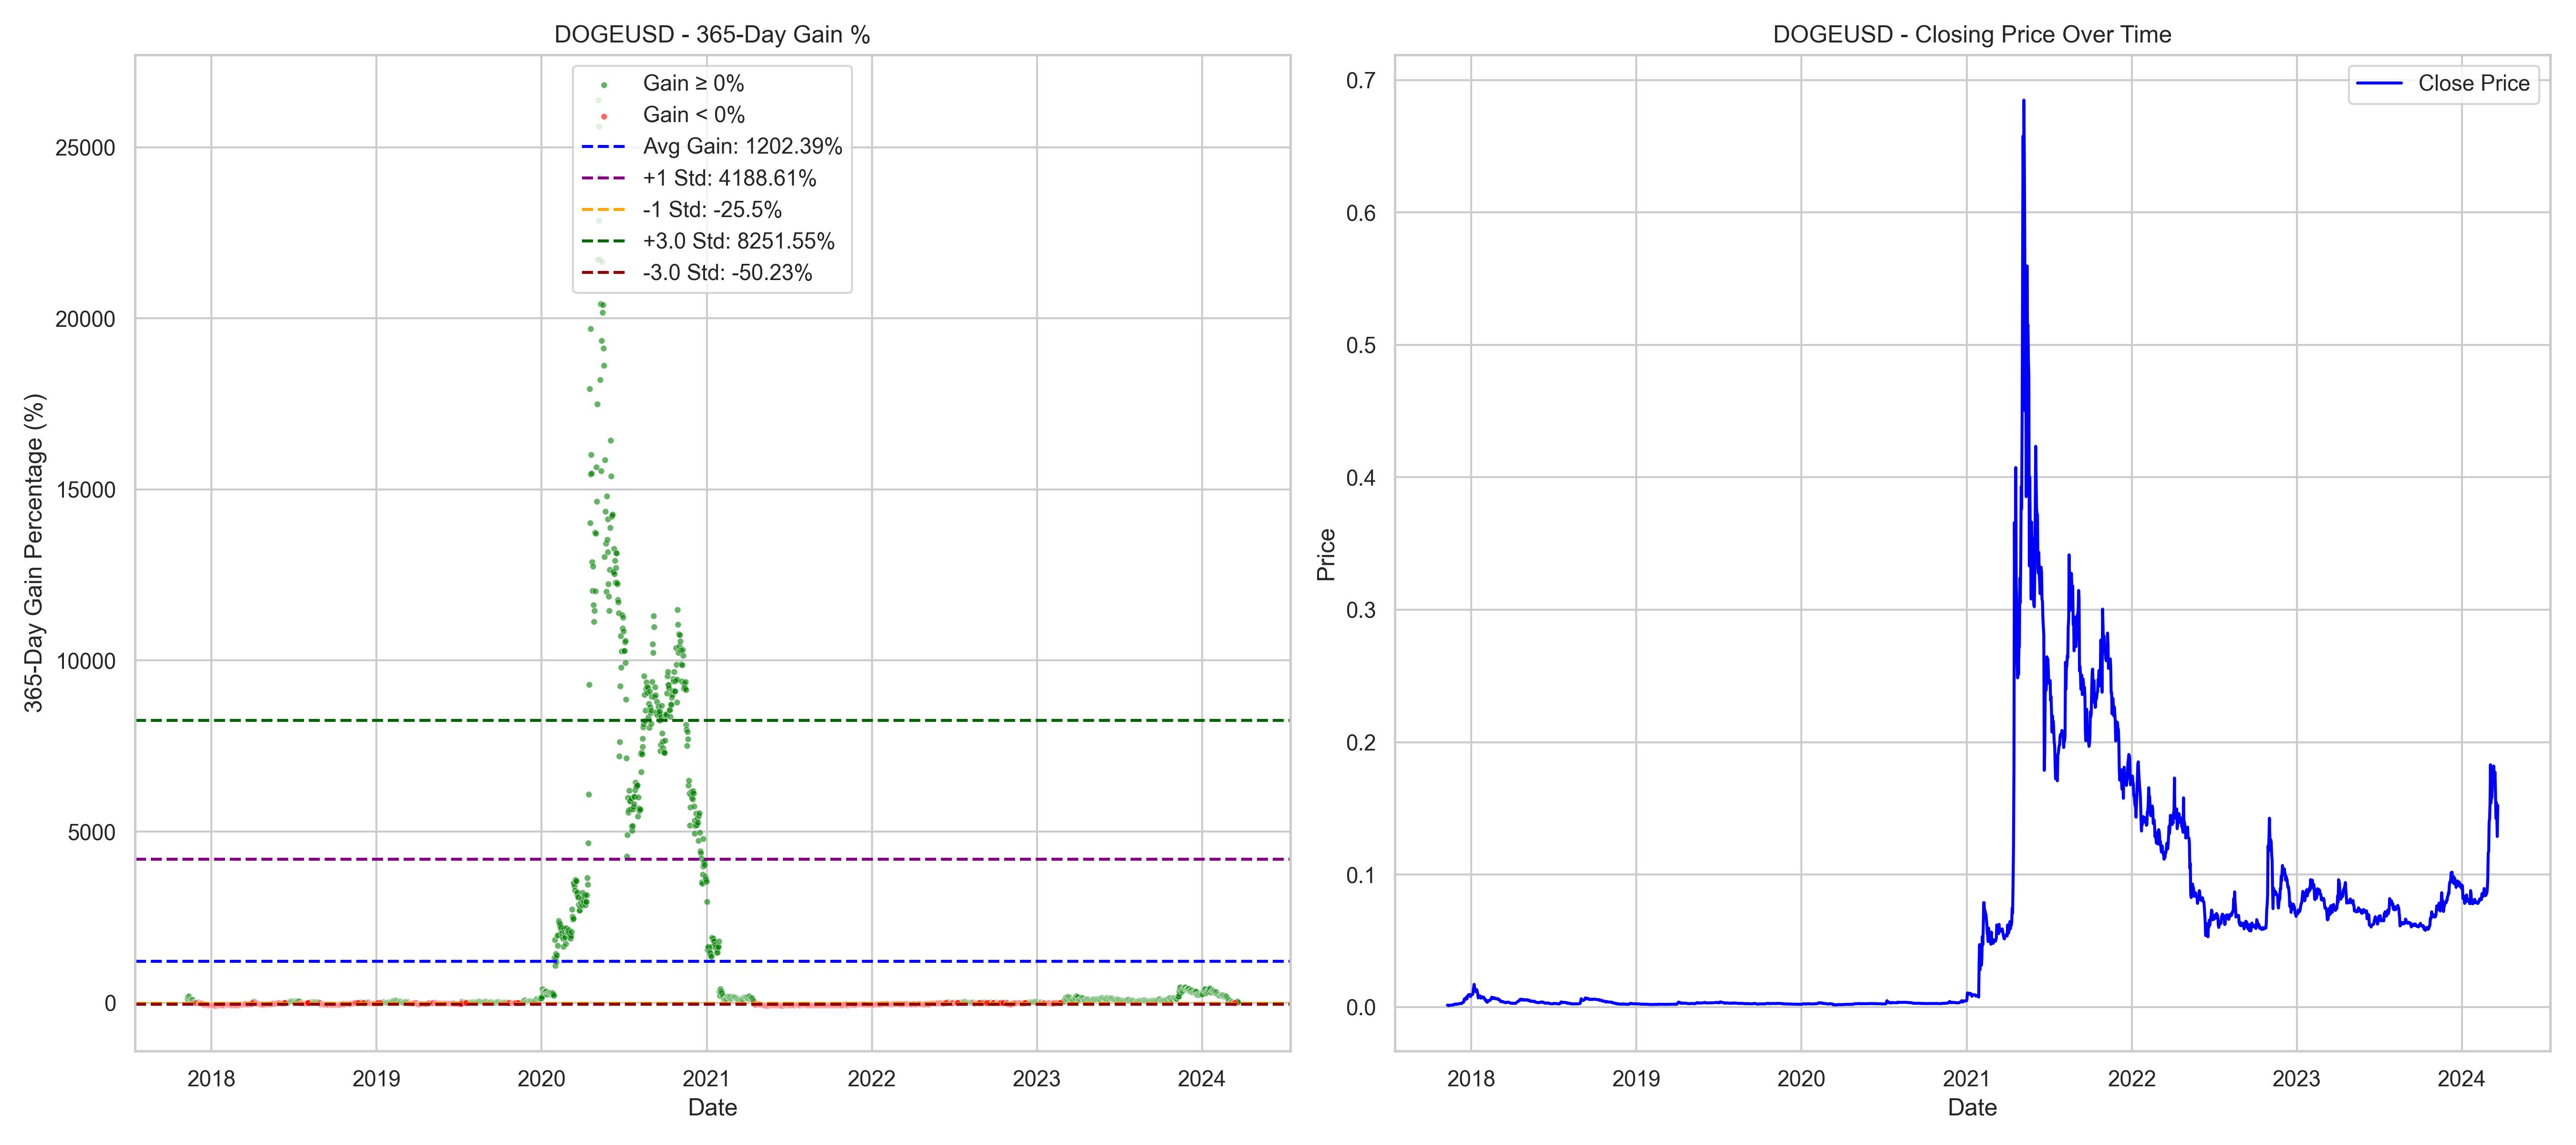 DOGEUSD - 365-Day Gain %
Gain ≥ 0%
Gain < 0%
Avg Gain: 1202.39%
+1 Std: 4188.61%
-1 Std: -25.5%
+3.0 Std: 8251.55%
-3.0 Std: -50.23%
365-Day Gain Percentage (%)
25000
20000
15000
10000
5000
0
2018 2019 2020 2021 2022 2023 2024
Date
DOGEUSD - Closing Price Over Time
Close Price
Price
0.7
0.6
0.5
0.4
0.3
0.2
0.1
0.0
2018 2019 2020 2021 2022 2023 2024
Date